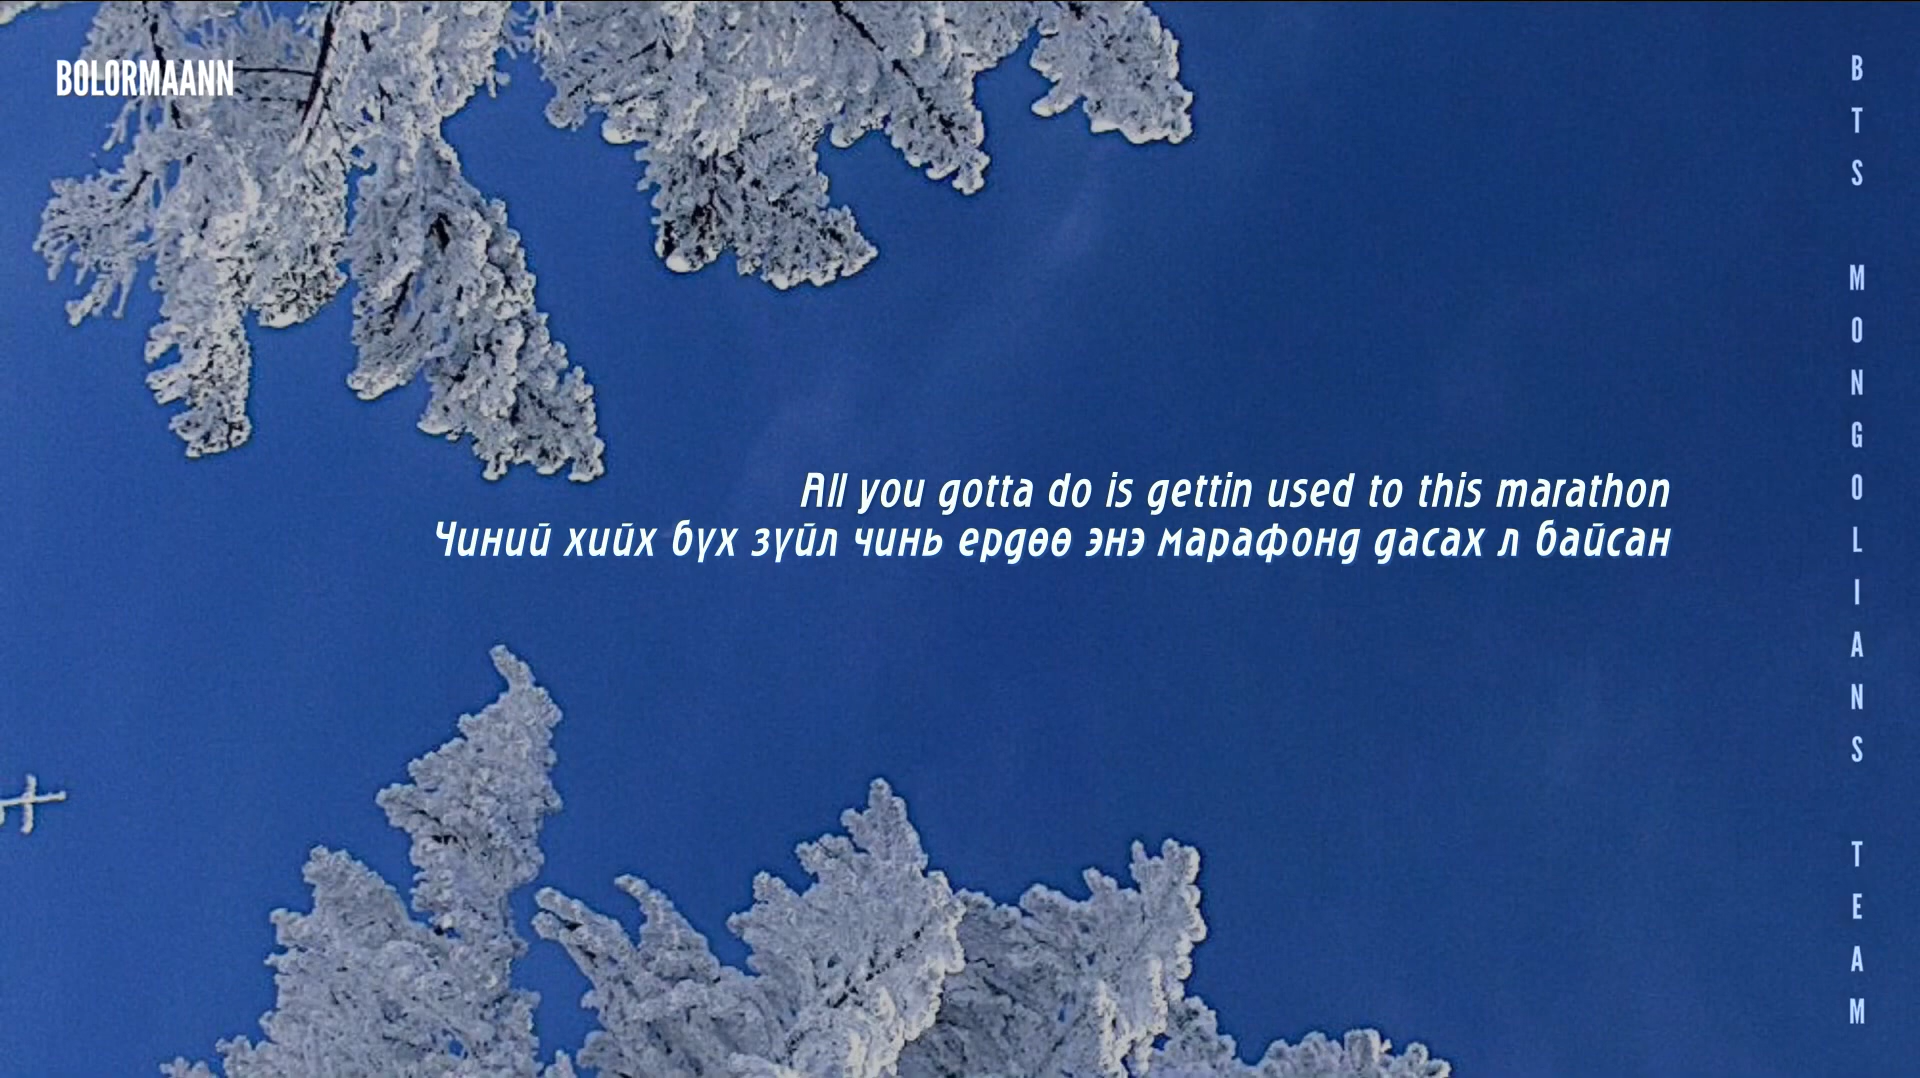 BOLORMAANN
All you gotta do is gettin used to this marathon
Чиний хийх бүх зүйл чинь ердөө энэ марафонд дасах л байсан
BTS MONGOLIANS TEAM